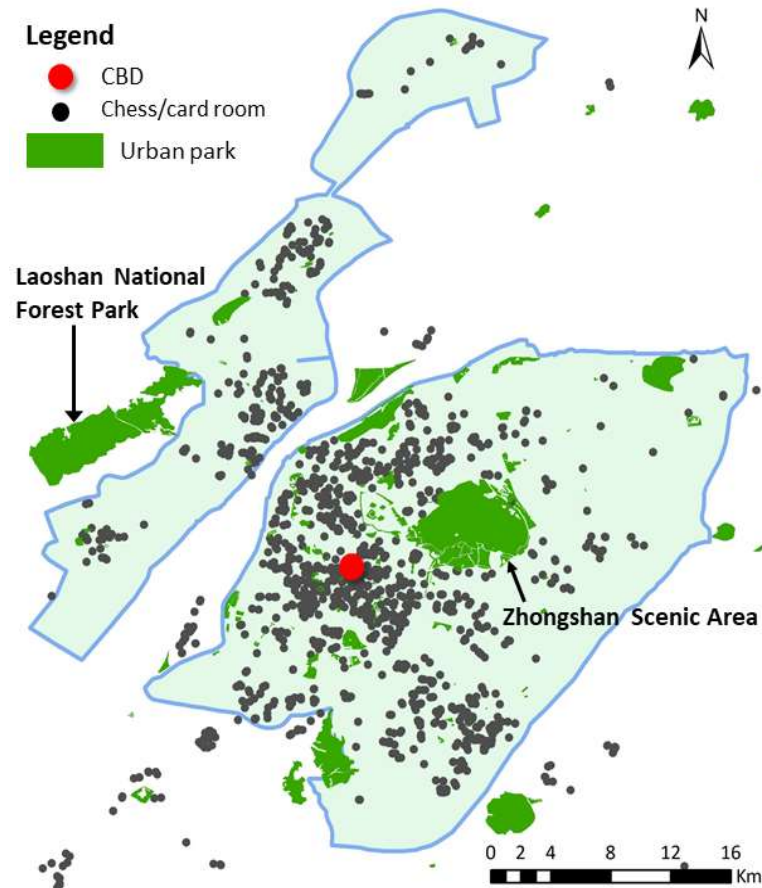 Legend
CBD
Chess/card room
Urban park
N
Laoshan National
Forest Park
Zhongshan Scenic Area
0 2 4 8 12 16
Km